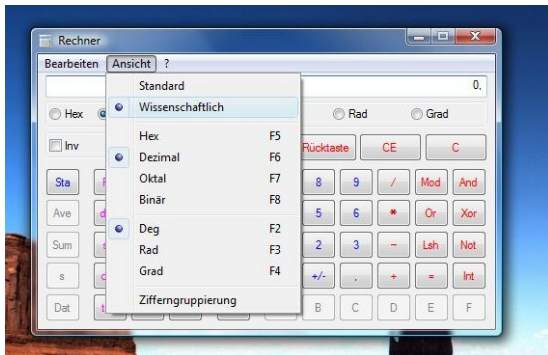 Rechner
Bearbeiten Ansicht ?
0,
Standard
Wissenschaftlich
Hex F5
Dezimal F6
Oktal F7
Binär F8
Deg F2
Rad F3
Grad F4
Zifferngruppierung
Hex Rad Grad
Inv Rücktaste CE C
Sta 8 9 / Mod And
Ave 5 6 * Or Xor
Sum 2 3 - Lsh Not
s +/- , + = Int
Dat B C D E F